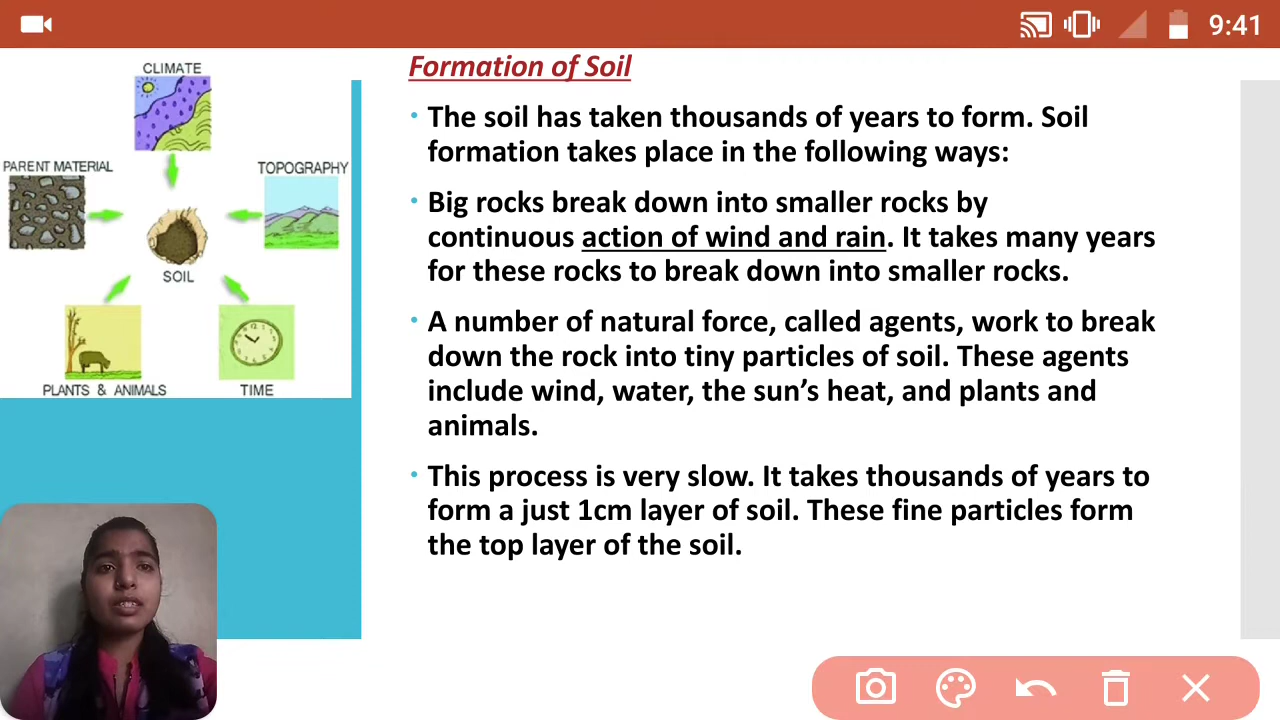 9:41
CLIMATE
PARENT MATERIAL
TOPOGRAPHY
SOIL
PLANTS & ANIMALS
TIME
Formation of Soil
• The soil has taken thousands of years to form. Soil
formation takes place in the following ways:
• Big rocks break down into smaller rocks by
continuous action of wind and rain. It takes many years
for these rocks to break down into smaller rocks.
• A number of natural force, called agents, work to break
down the rock into tiny particles of soil. These agents
include wind, water, the sun’s heat, and plants and
animals.
• This process is very slow. It takes thousands of years to
form a just 1cm layer of soil. These fine particles form
the top layer of the soil.